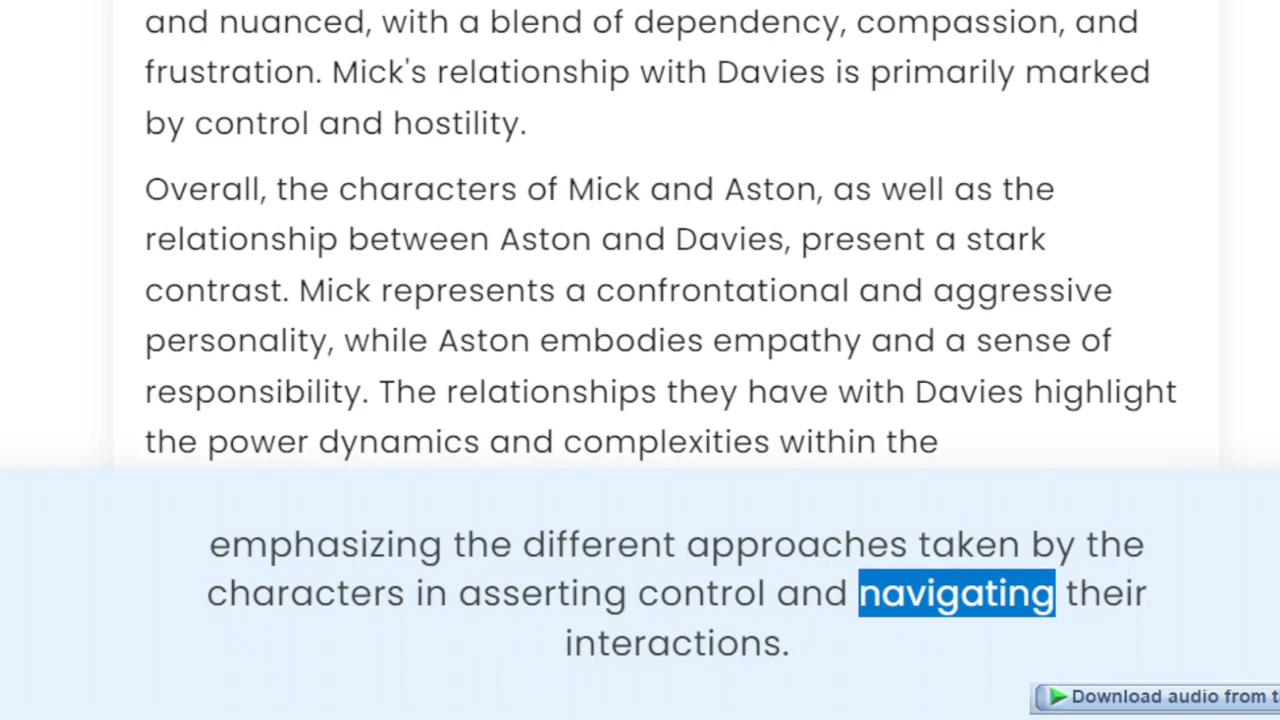 and nuanced, with a blend of dependency, compassion, and
frustration. Mick's relationship with Davies is primarily marked
by control and hostility.
Overall, the characters of Mick and Aston, as well as the
relationship between Aston and Davies, present a stark
contrast. Mick represents a confrontational and aggressive
personality, while Aston embodies empathy and a sense of
responsibility. The relationships they have with Davies highlight
the power dynamics and complexities within the
emphasizing the different approaches taken by the
characters in asserting control and navigating their
interactions.
Download audio from